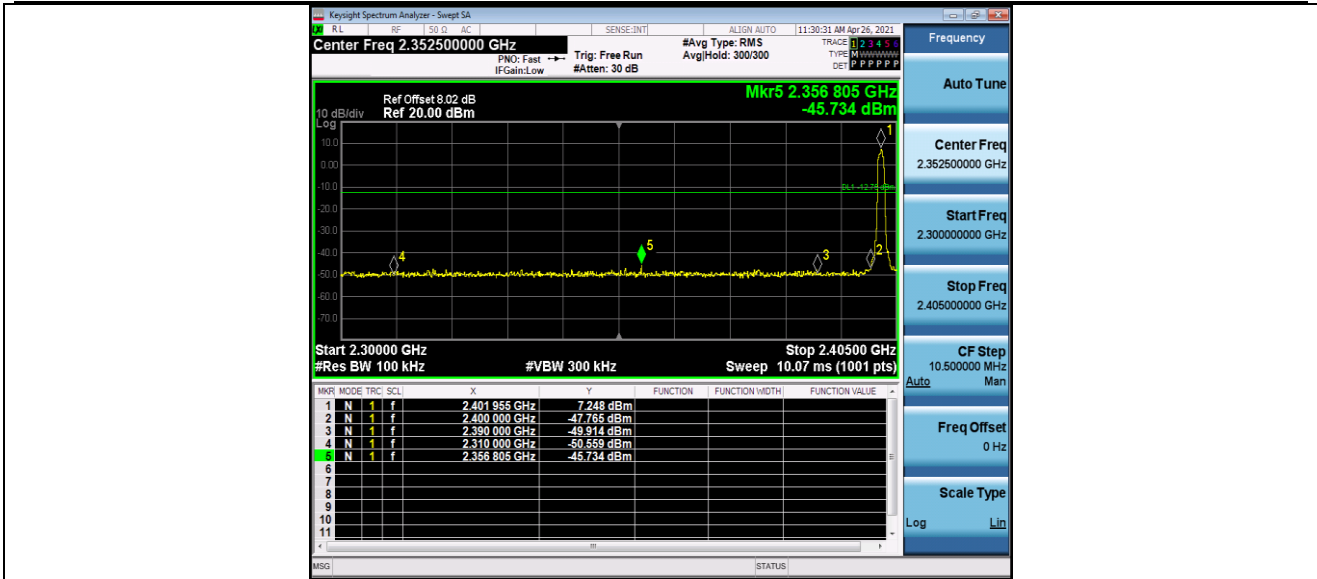 Keysight Spectrum Analyzer - Swept SA
RL RF 50 Ω AC SENSE:INT ALIGN AUTO 11:30:31 AM Apr 26, 2021
Center Freq 2.352500000 GHz
PNO: Fast
IFGain:Low
Trig: Free Run
#Atten: 30 dB
#Avg Type: RMS
Avg|Hold: 300/300
TRACE 1 2 3 4 5 6
TYPE M W W W W W
DET P P P P P P
Ref Offset 8.02 dB
Ref 20.00 dBm
10 dB/div
Log
Mkr5 2.356 805 GHz
-45.734 dBm
10.0
0.00
-10.0
-20.0
-30.0
-40.0
-50.0
-60.0
-70.0
DL1 -12.75 dBm
1
2
3
4
5
Start 2.30000 GHz Stop 2.40500 GHz
#Res BW 100 kHz #VBW 300 kHz Sweep 10.07 ms (1001 pts)
MKR MODE TRC SCL X Y FUNCTION FUNCTION WIDTH FUNCTION VALUE
1 N 1 f 2.401 955 GHz 7.248 dBm
2 N 1 f 2.400 000 GHz -47.765 dBm
3 N 1 f 2.390 000 GHz -49.914 dBm
4 N 1 f 2.310 000 GHz -50.559 dBm
5 N 1 f 2.356 805 GHz -45.734 dBm
6
7
8
9
10
11
MSG STATUS
Frequency
Auto Tune
Center Freq
2.352500000 GHz
Start Freq
2.300000000 GHz
Stop Freq
2.405000000 GHz
CF Step
10.500000 MHz
Auto Man
Freq Offset
0 Hz
Scale Type
Log Lin